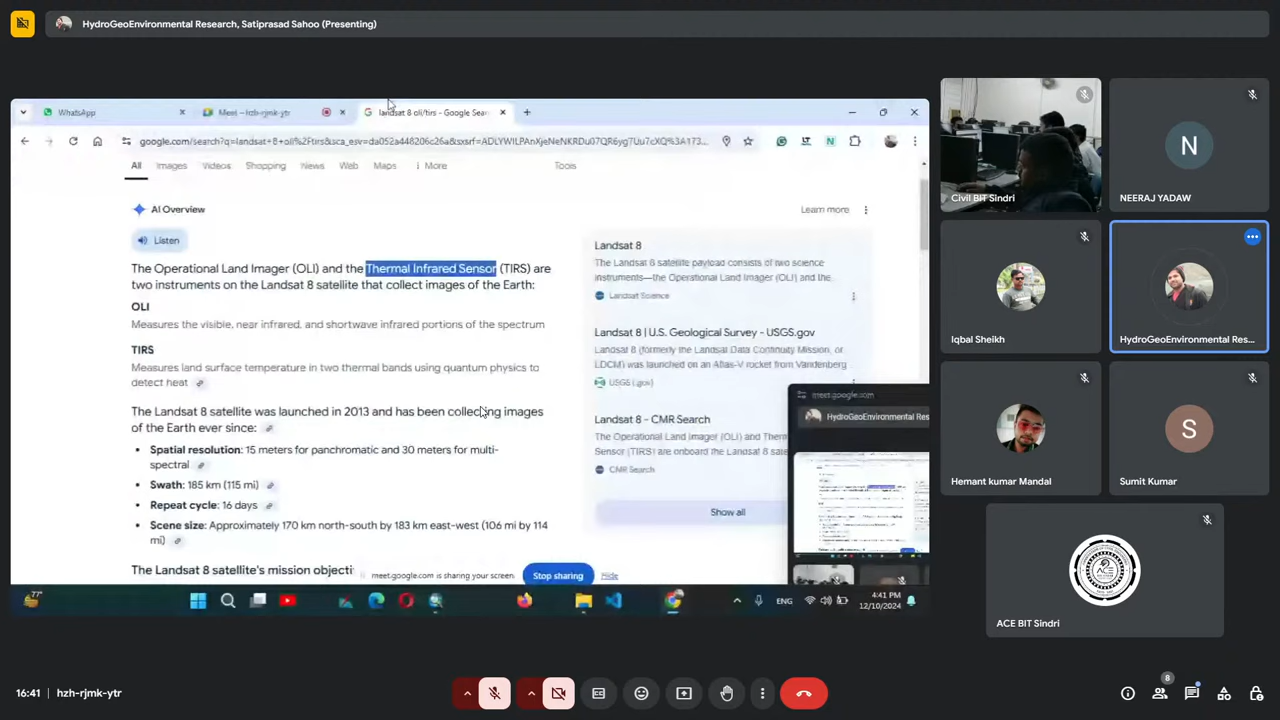 HydroGeoEnvironmental Research, Satiprasad Sahoo (Presenting)
WhatsApp
Meet – hzh-rjmk-ytr
landsat 8 oli/tirs - Google Sear
All Images Videos Shopping News Web Maps More Tools
AI Overview
Learn more
Listen
The Operational Land Imager (OLI) and the Thermal Infrared Sensor (TIRS) are
two instruments on the Landsat 8 satellite that collect images of the Earth:
OLI
Measures the visible, near infrared, and shortwave infrared portions of the spectrum
TIRS
Measures land surface temperature in two thermal bands using quantum physics to
detect heat
The Landsat 8 satellite was launched in 2013 and has been collecting images
of the Earth ever since:
• Spatial resolution: 15 meters for panchromatic and 30 meters for multi-
spectral
• Swath: 185 km (115 mi)
• Repeat cycle: 16 days
• Scene size: Approximately 170 km north-south by 183 km east-west (106 mi by 114
mi)
The Landsat 8 satellite's mission objecti
Landsat 8
The Landsat 8 satellite payload consists of two science
instruments—the Operational Land Imager (OLI) and the
Landsat Science
Landsat 8 | U.S. Geological Survey - USGS.gov
Landsat 8 (formerly the Landsat Data Continuity Mission, or
LDCM) was launched on an Atlas-V rocket from Vandenberg
USGS (.gov)
Landsat 8 - CMR Search
The Operational Land Imager (OLI) and Therm
Sensor (TIRS) are onboard the Landsat 8 sate
CMR Search
Show all
meet.google.com
HydroGeoEnvironmental Res
meet.google.com is sharing your screen.
Stop sharing
Hide
77°
ENG
4:41 PM
12/10/2024
Civil BIT Sindri
N
NEERAJ YADAW
Iqbal Sheikh
HydroGeoEnvironmental Res...
Hemant kumar Mandal
S
Sumit Kumar
ACE BIT Sindri
16:41 hzh-rjmk-ytr
8